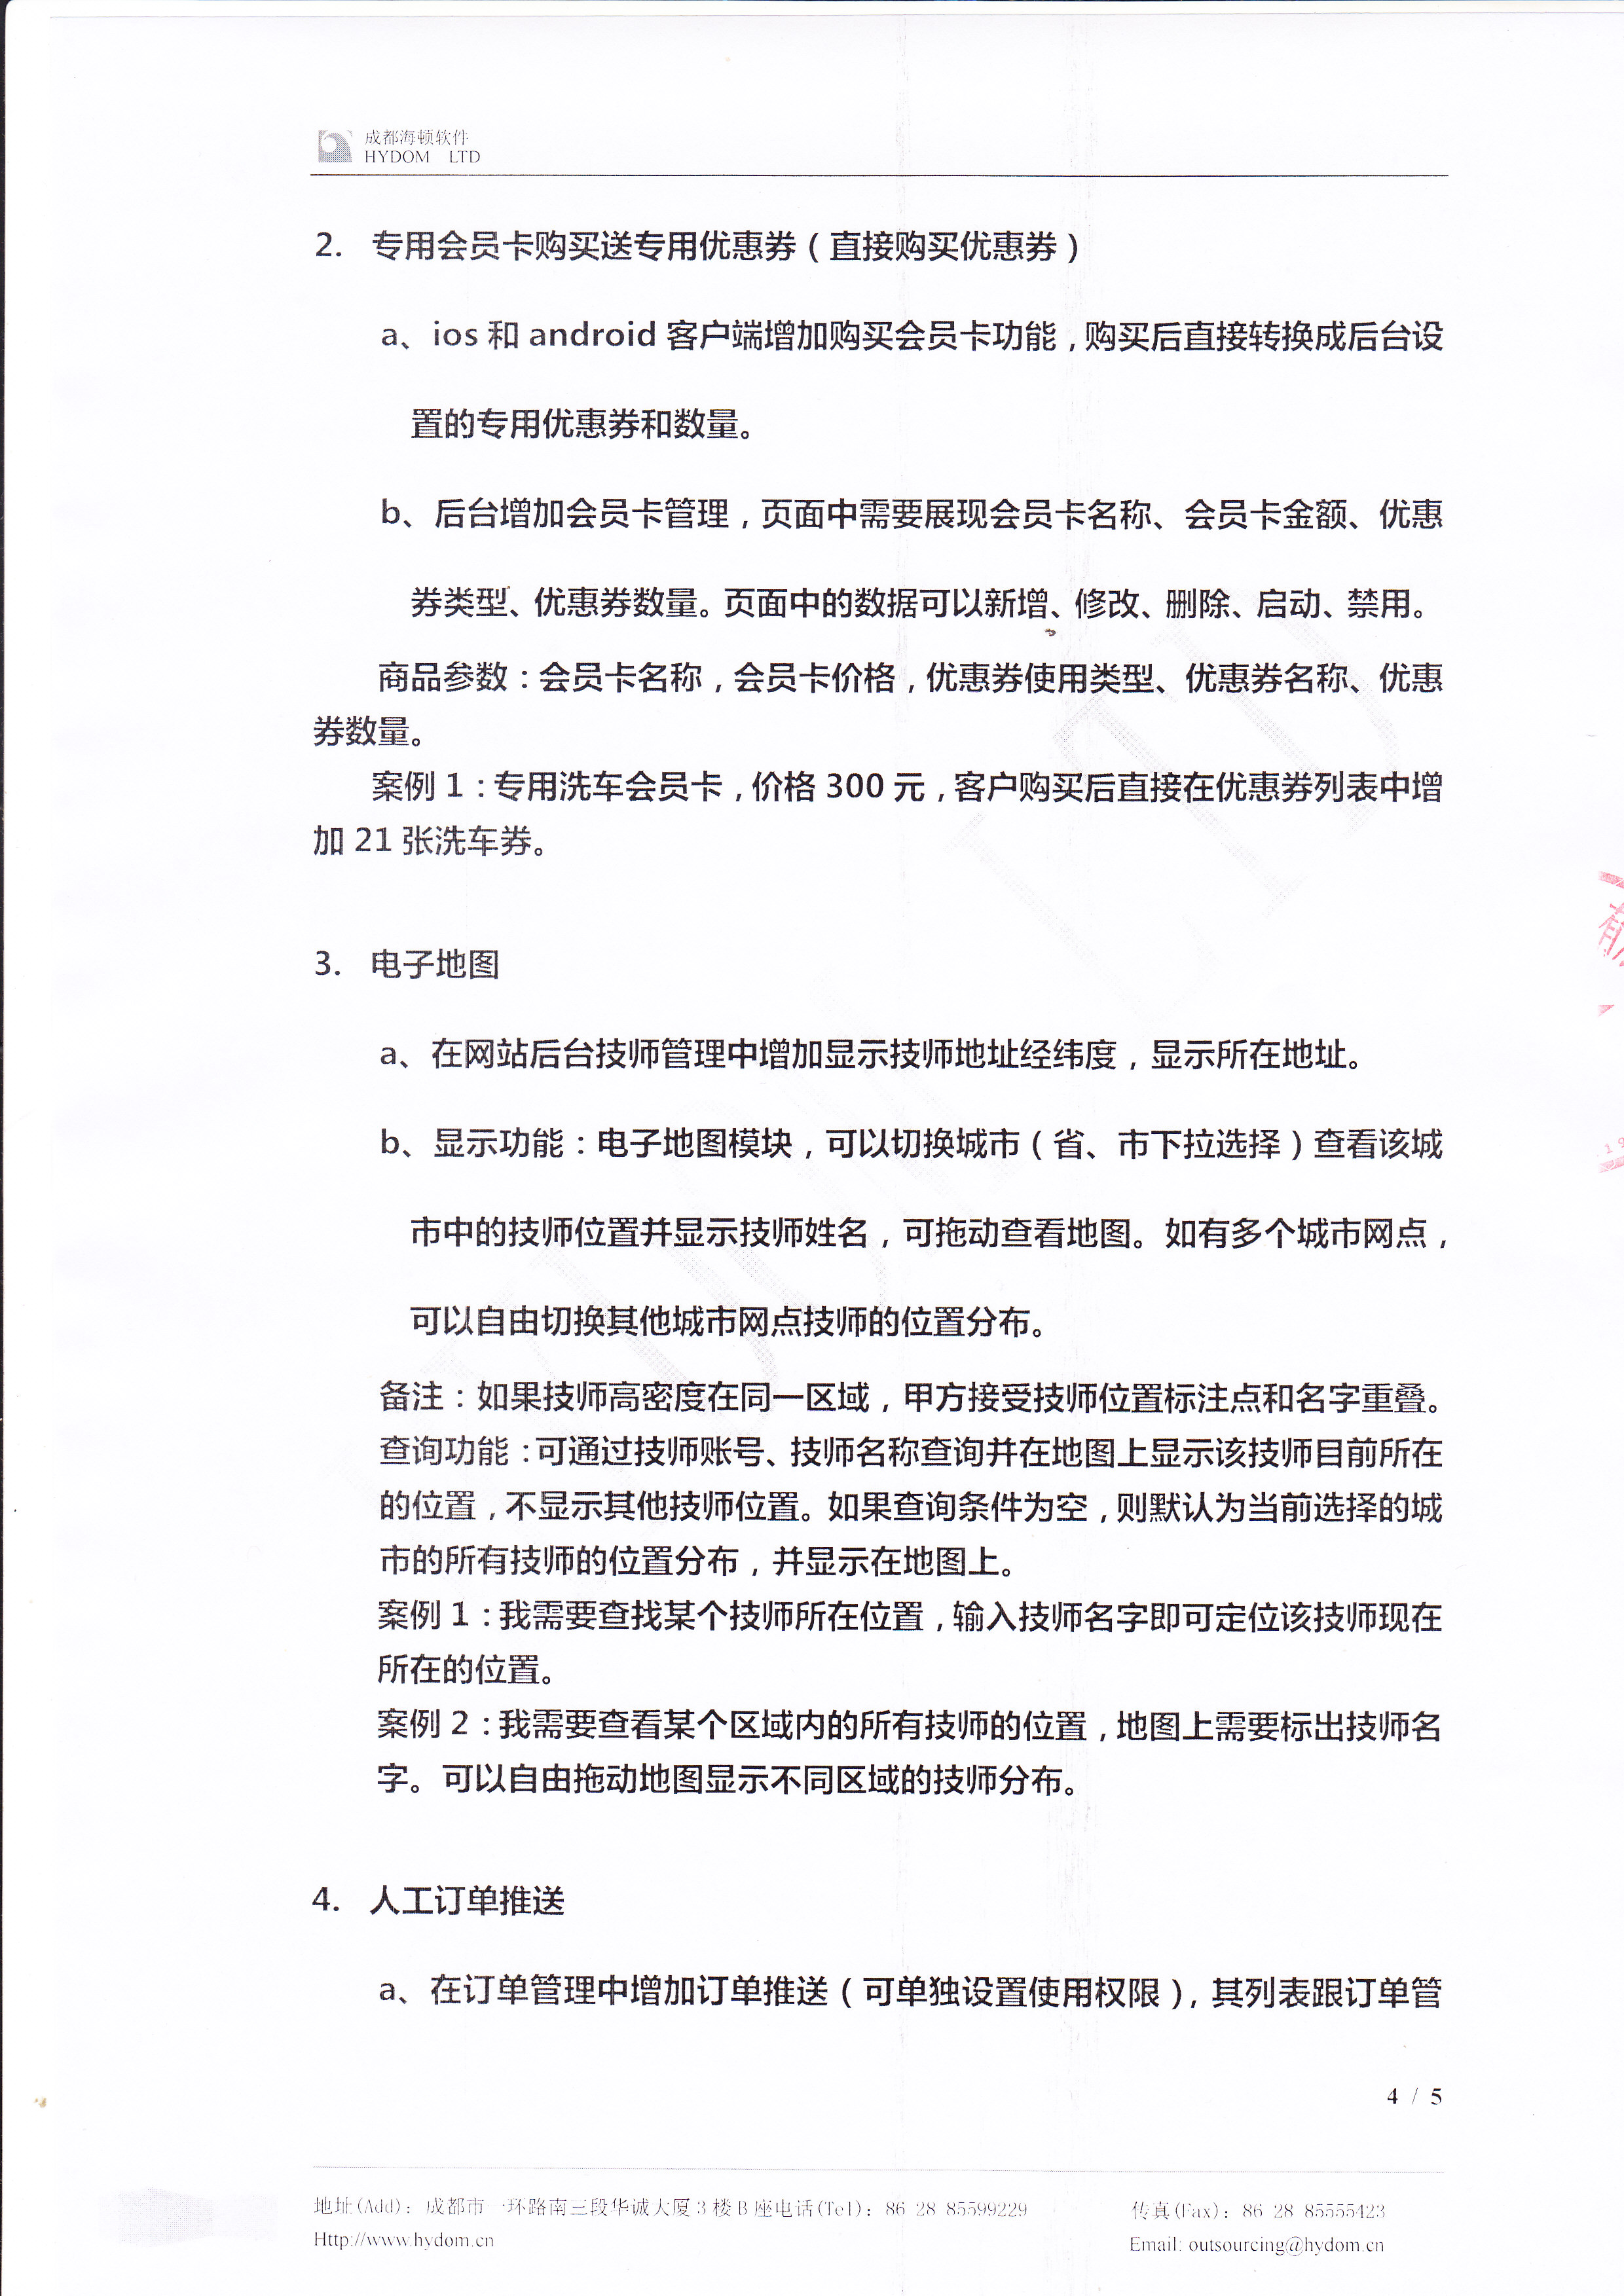 成都海顿软件
HYDOM LTD
2. 专用会员卡购买送专用优惠券（直接购买优惠券）
a、ios 和 android 客户端增加购买会员卡功能，购买后直接转换成后台设
置的专用优惠券和数量。
b、后台增加会员卡管理，页面中需要展现会员卡名称、会员卡金额、优惠
券类型、优惠券数量。页面中的数据可以新增、修改、删除、启动、禁用。
商品参数：会员卡名称，会员卡价格，优惠券使用类型、优惠券名称、优惠
券数量。
案例 1：专用洗车会员卡，价格 300 元，客户购买后直接在优惠券列表中增
加 21 张洗车券。
3. 电子地图
a、在网站后台技师管理中增加显示技师地址经纬度，显示所在地址。
b、显示功能：电子地图模块，可以切换城市（省、市下拉选择）查看该城
市中的技师位置并显示技师姓名，可拖动查看地图。如有多个城市网点，
可以自由切换其他城市网点技师的位置分布。
备注：如果技师高密度在同一区域，甲方接受技师位置标注点和名字重叠。
查询功能：可通过技师账号、技师名称查询并在地图上显示该技师目前所在
的位置，不显示其他技师位置。如果查询条件为空，则默认为当前选择的城
市的所有技师的位置分布，并显示在地图上。
案例 1：我需要查找某个技师所在位置，输入技师名字即可定位该技师现在
所在的位置。
案例 2：我需要查看某个区域内的所有技师的位置，地图上需要标出技师名
字。可以自由拖动地图显示不同区域的技师分布。
4. 人工订单推送
a、在订单管理中增加订单推送（可单独设置使用权限），其列表跟订单管
4 / 5
地址(Add)：成都市一环路南三段华诚大厦 3 楼 B 座电话(Tel)：86 28 85599229 传真(Fax)：86 28 85555423
Http://www.hydom.cn Email: outsourcing@hydom.cn